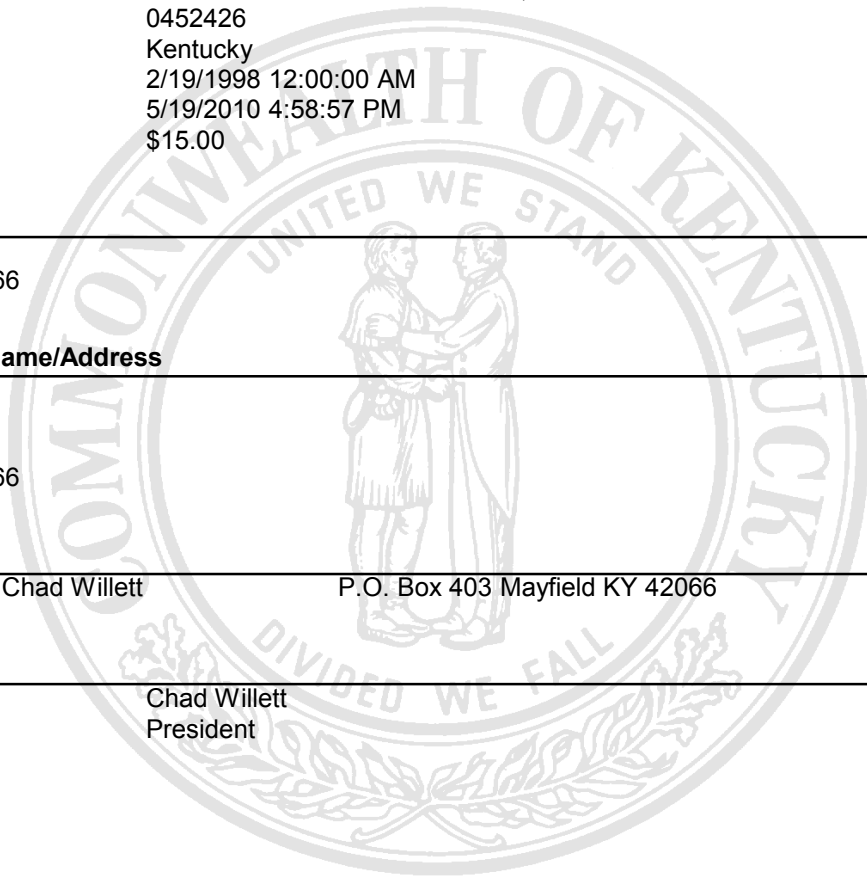 0452426
Kentucky
2/19/1998 12:00:00 AM
5/19/2010 4:58:57 PM
$15.00
COMMONWEALTH OF KENTUCKY
UNITED WE STAND
66
ame/Address
66
Chad Willett P.O. Box 403 Mayfield KY 42066
DIVIDED WE FALL
Chad Willett
President